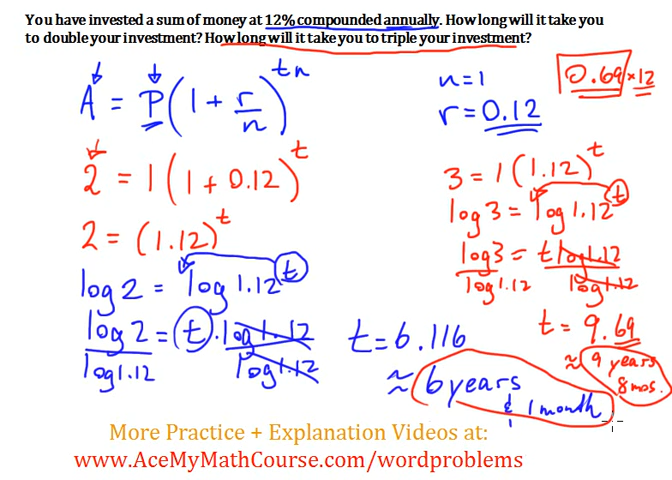 You have invested a sum of money at 12% compounded annually. How long will it take you
to double your investment? How long will it take you to triple your investment?
A = P(1 + r/n)^tn
n=1
r=0.12
0.69 × 12
2 = 1(1 + 0.12)^t
2 = (1.12)^t
log 2 = log 1.12^t
log 2 / log 1.12 = t · log 1.12 / log 1.12
t = 6.116
≈ 6 years
& 1 month
3 = 1(1.12)^t
log 3 = log 1.12^t
log 3 / log 1.12 = t log 1.12 / log 1.12
t = 9.69
≈ 9 years
8 mos.
More Practice + Explanation Videos at:
www.AceMyMathCourse.com/wordproblems